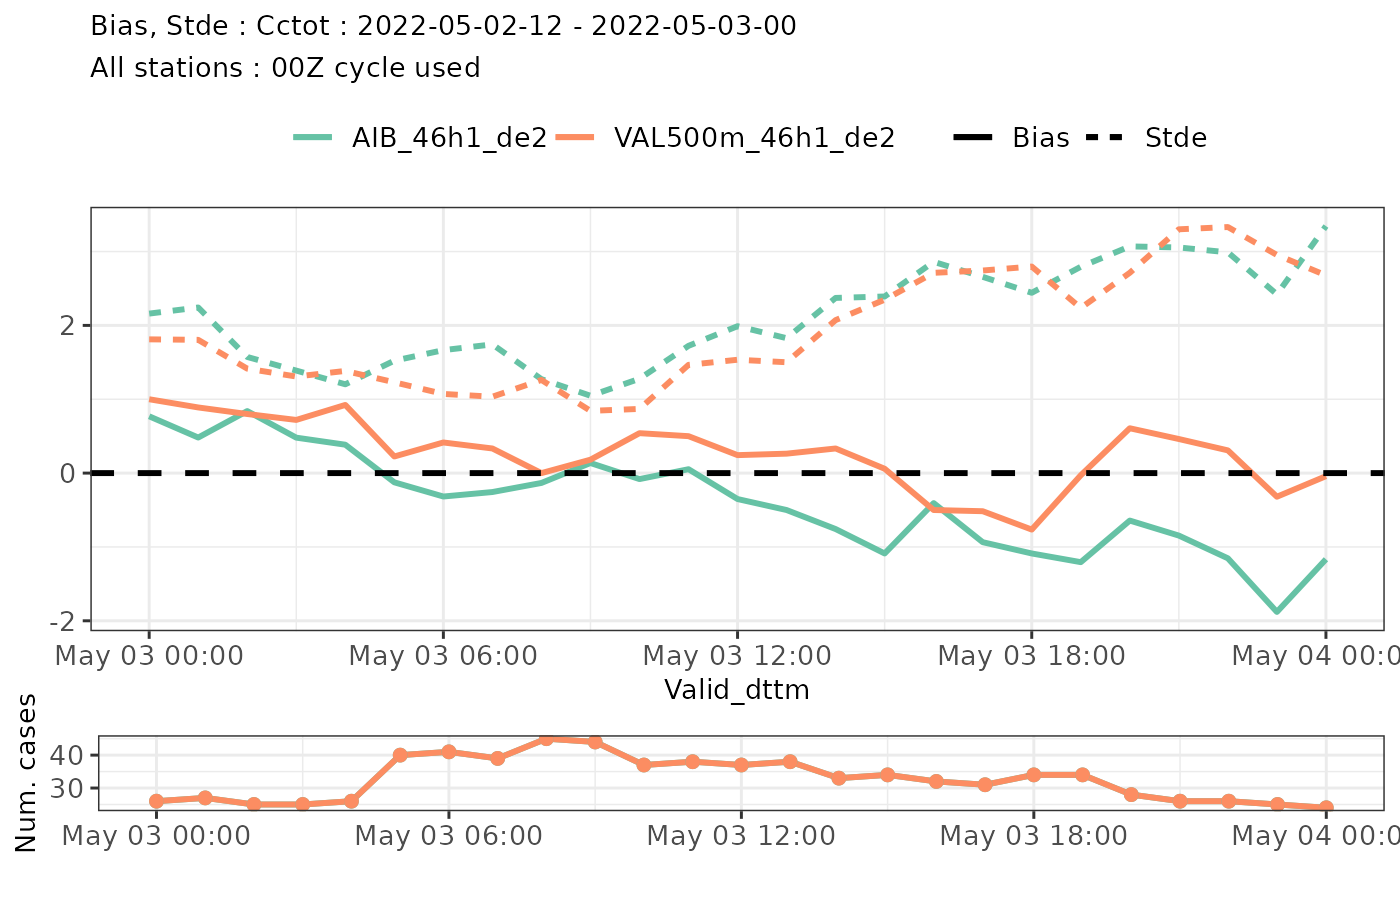 Bias, Stde : Cctot : 2022-05-02-12 - 2022-05-03-00
All stations : 00Z cycle used
AIB_46h1_de2 VAL500m_46h1_de2 Bias Stde
2
0
-2
May 03 00:00 May 03 06:00 May 03 12:00 May 03 18:00 May 04 00:0
Valid_dttm
Num. cases
40
30
May 03 00:00 May 03 06:00 May 03 12:00 May 03 18:00 May 04 00:0